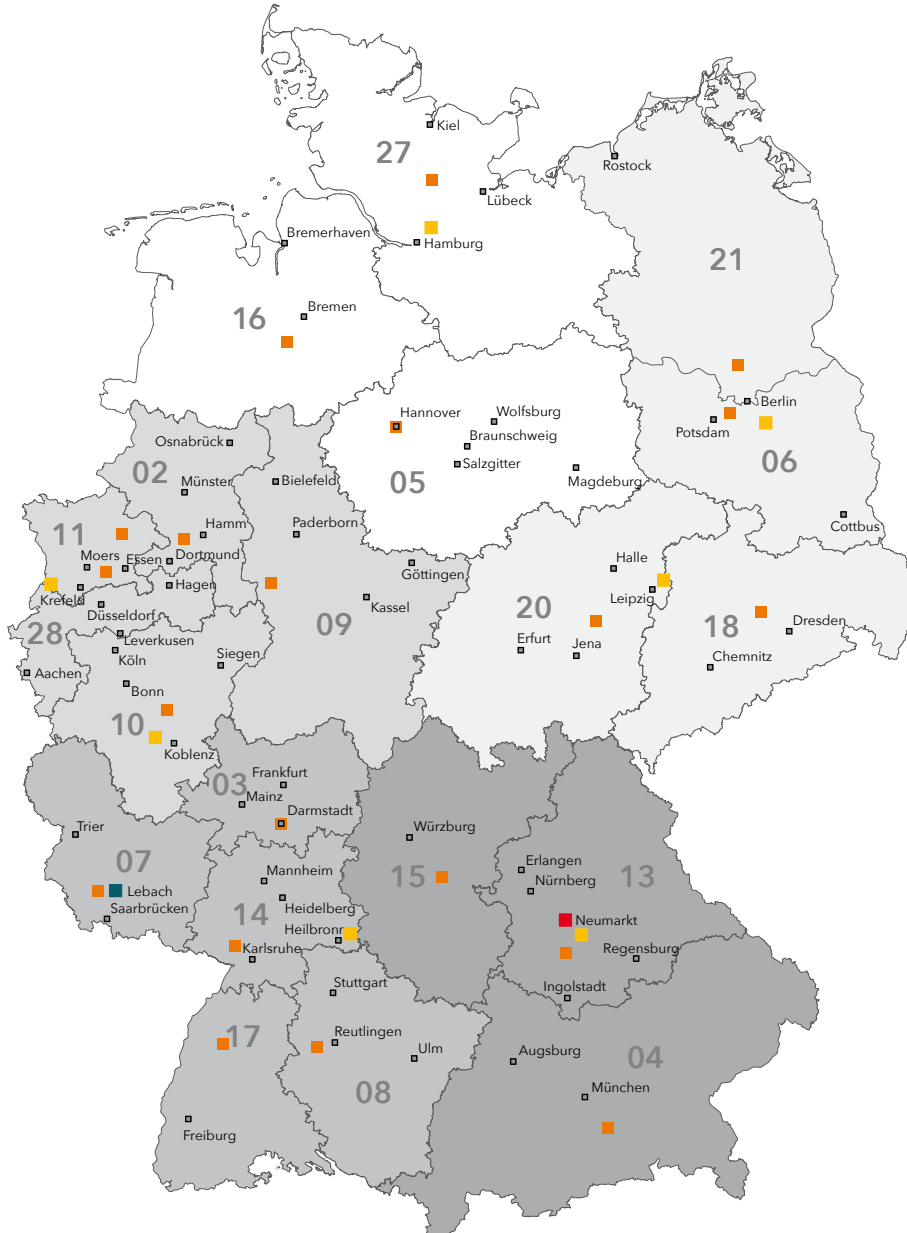 Kiel
27
Rostock
Lübeck
Bremerhaven
Hamburg
21
16
Bremen
Berlin
Hannover
Wolfsburg
Potsdam
Osnabrück
Braunschweig
06
02
Salzgitter
05
Bielefeld
Magdeburg
Münster
Cottbus
11
Hamm
Paderborn
Moers
Essen
Dortmund
Halle
Göttingen
Krefeld
Hagen
Leipzig
Düsseldorf
Kassel
20
28
09
18
Dresden
Leverkusen
Erfurt
Jena
Köln
Siegen
Chemnitz
Aachen
Bonn
10
Koblenz
03
Frankfurt
Mainz
Darmstadt
Trier
Würzburg
07
15
Erlangen
13
Mannheim
Nürnberg
Lebach
Heidelberg
14
Saarbrücken
Neumarkt
Heilbronn
Karlsruhe
Regensburg
Stuttgart
Ingolstadt
17
Reutlingen
Ulm
Augsburg
04
08
München
Freiburg